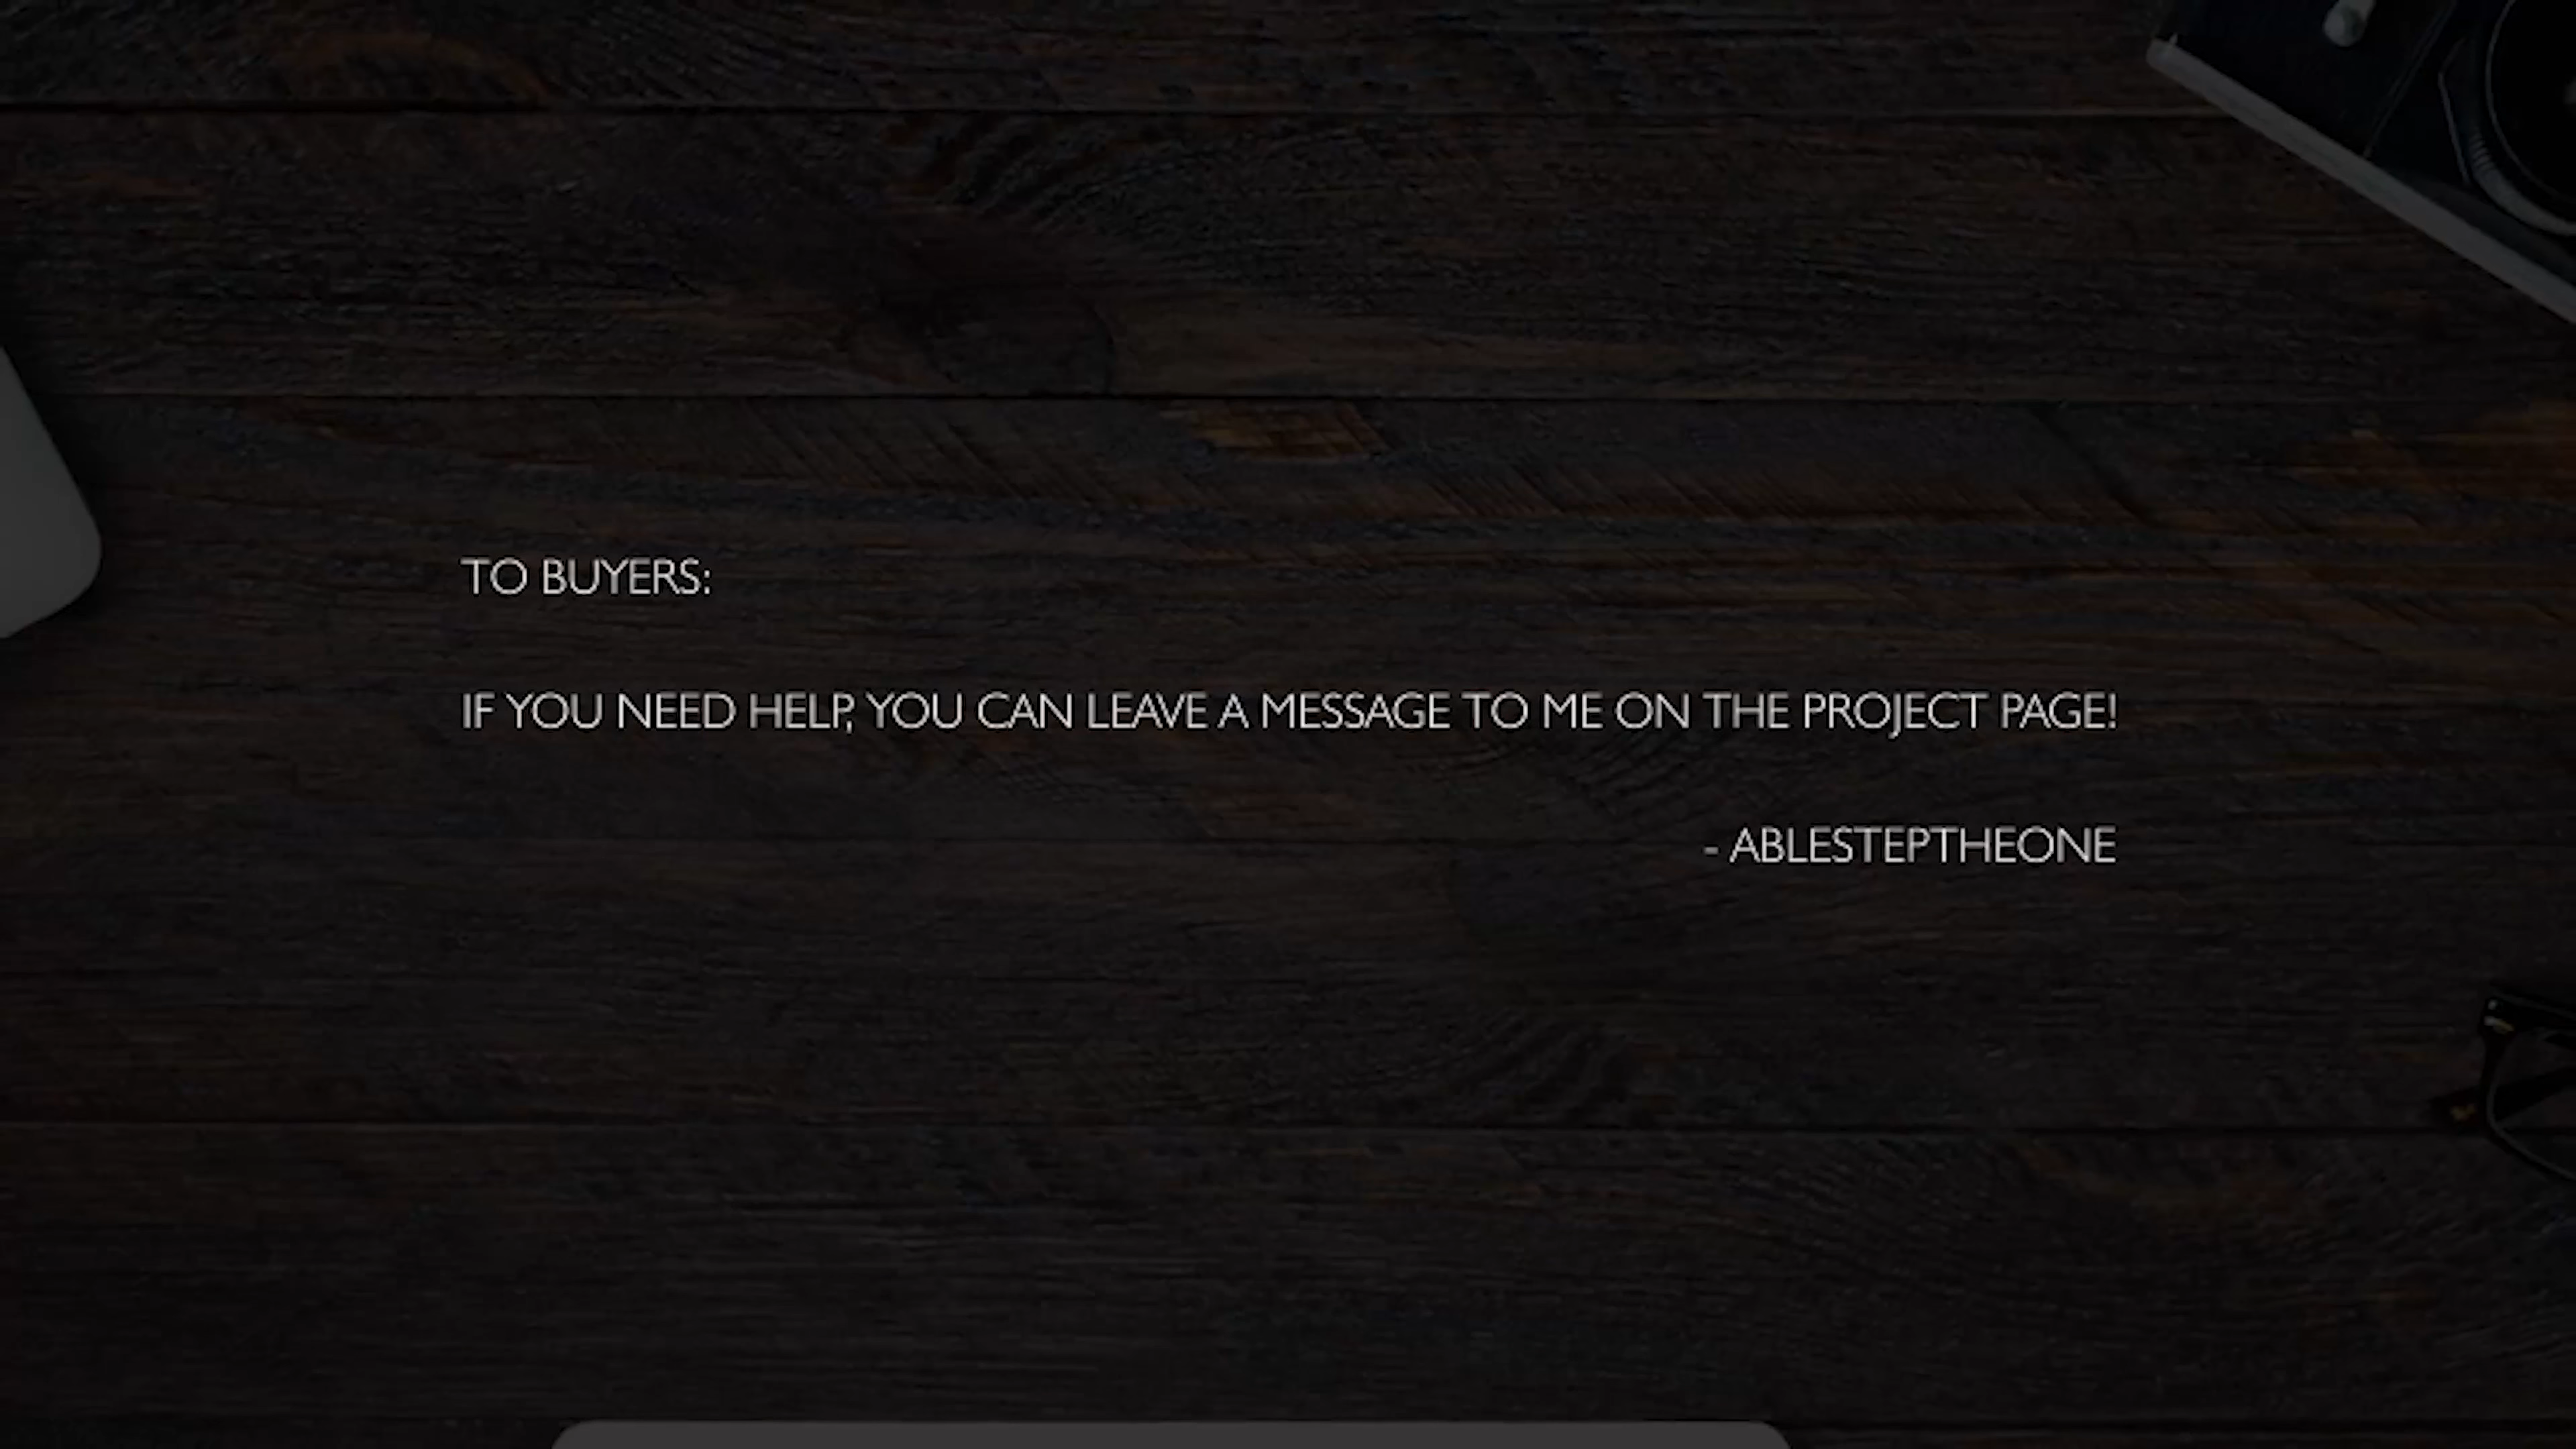 TO BUYERS:
IF YOU NEED HELP, YOU CAN LEAVE A MESSAGE TO ME ON THE PROJECT PAGE!
- ABLESTEPTHEONE